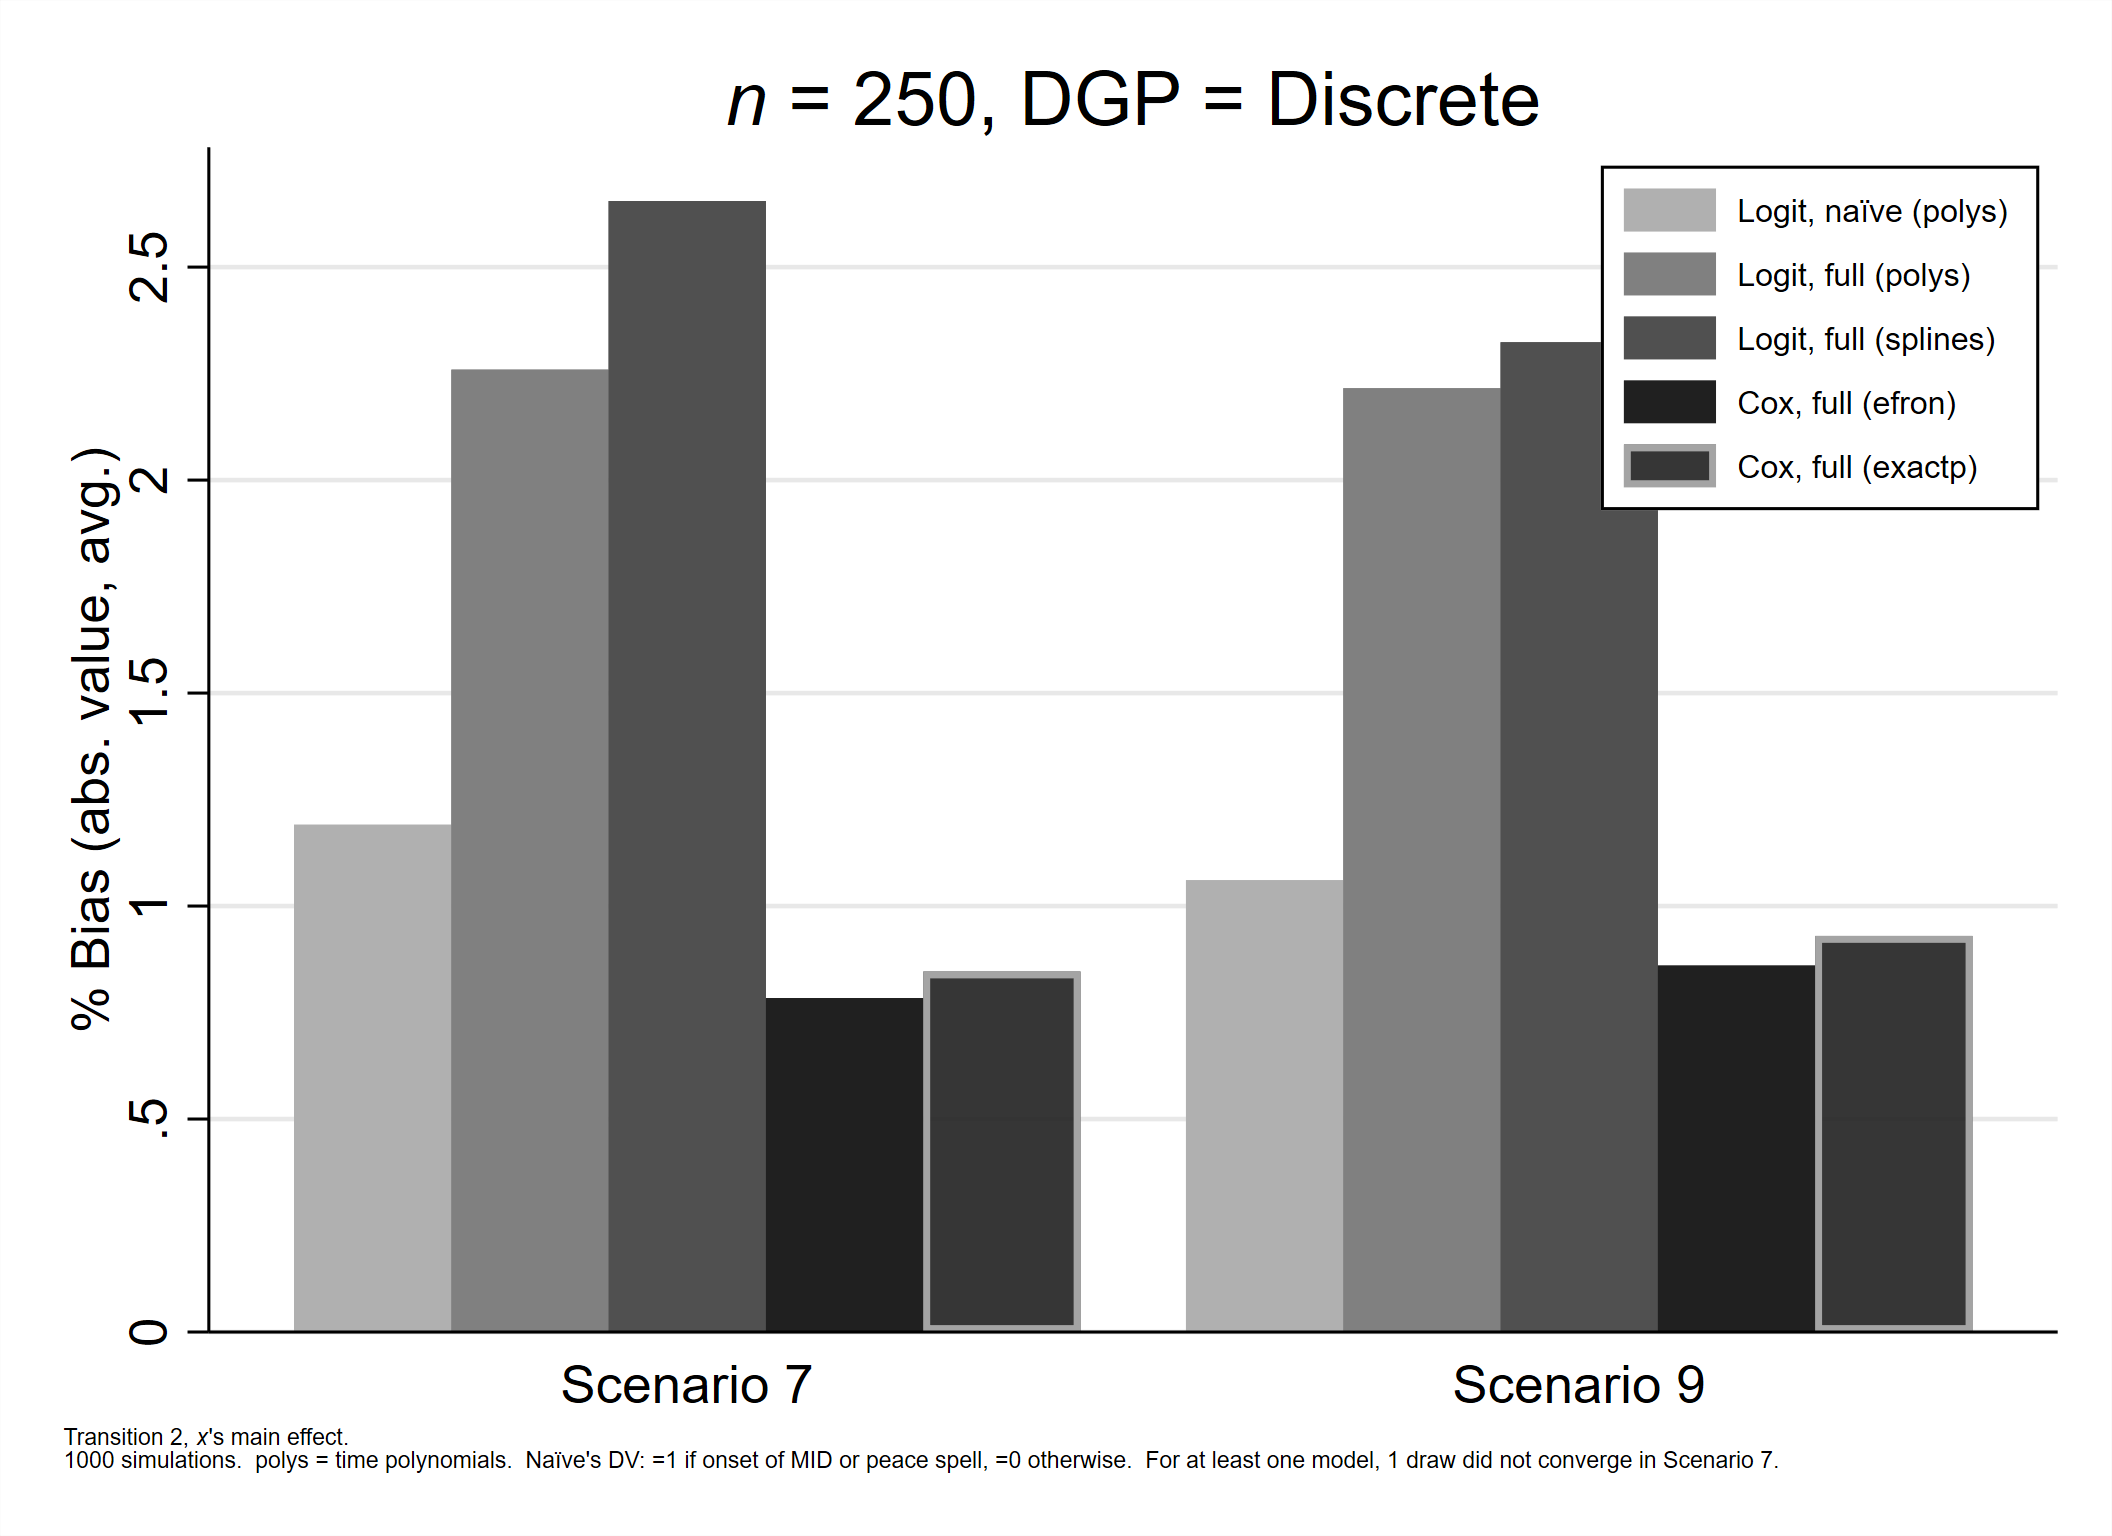 n = 250, DGP = Discrete
Logit, naïve (polys)
Logit, full (polys)
Logit, full (splines)
Cox, full (efron)
Cox, full (exactp)
% Bias (abs. value, avg.)
2.5
2
1.5
1
.5
0
Scenario 7
Scenario 9
Transition 2, x's main effect.
1000 simulations.  polys = time polynomials.  Naïve's DV: =1 if onset of MID or peace spell, =0 otherwise.  For at least one model, 1 draw did not converge in Scenario 7.